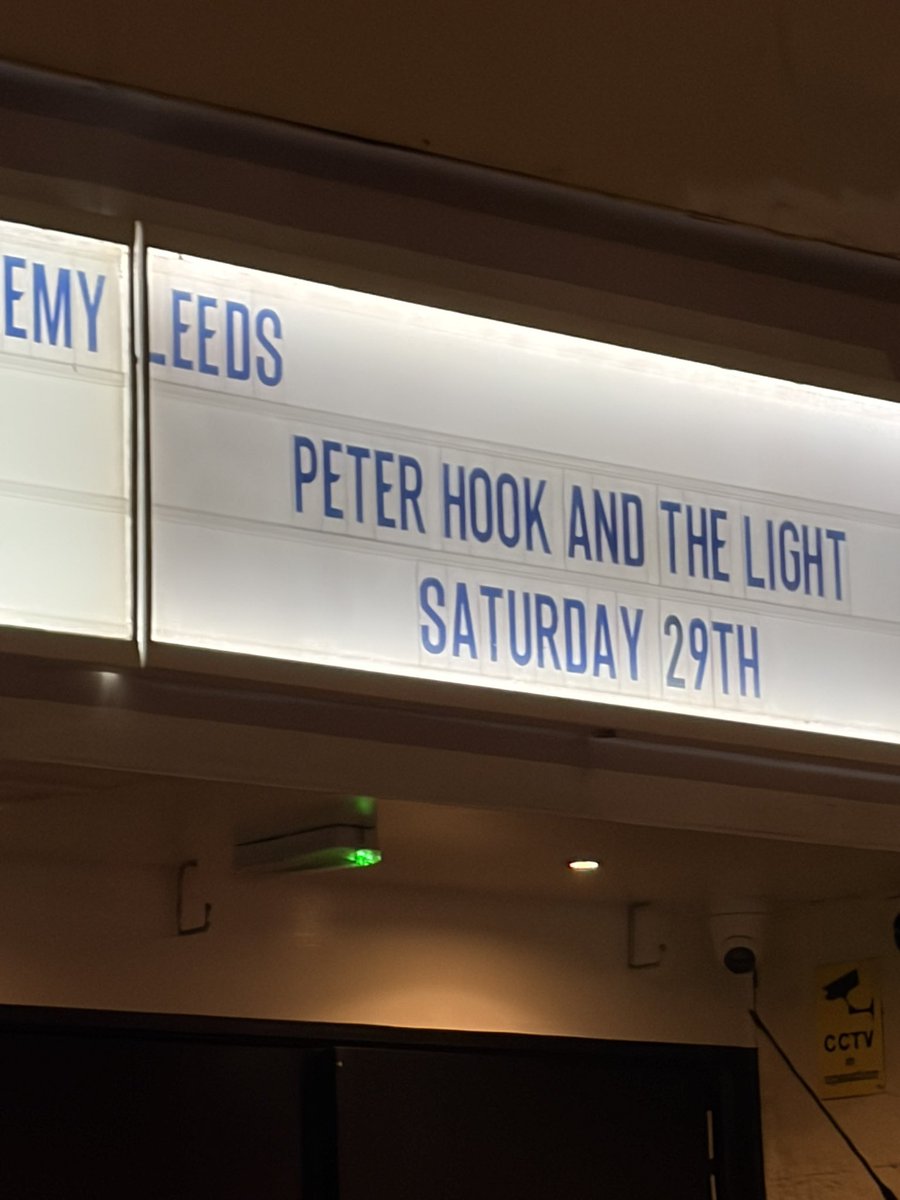 EMY LEEDS
PETER HOOK AND THE LIGHT
SATURDAY 29TH
CCTV